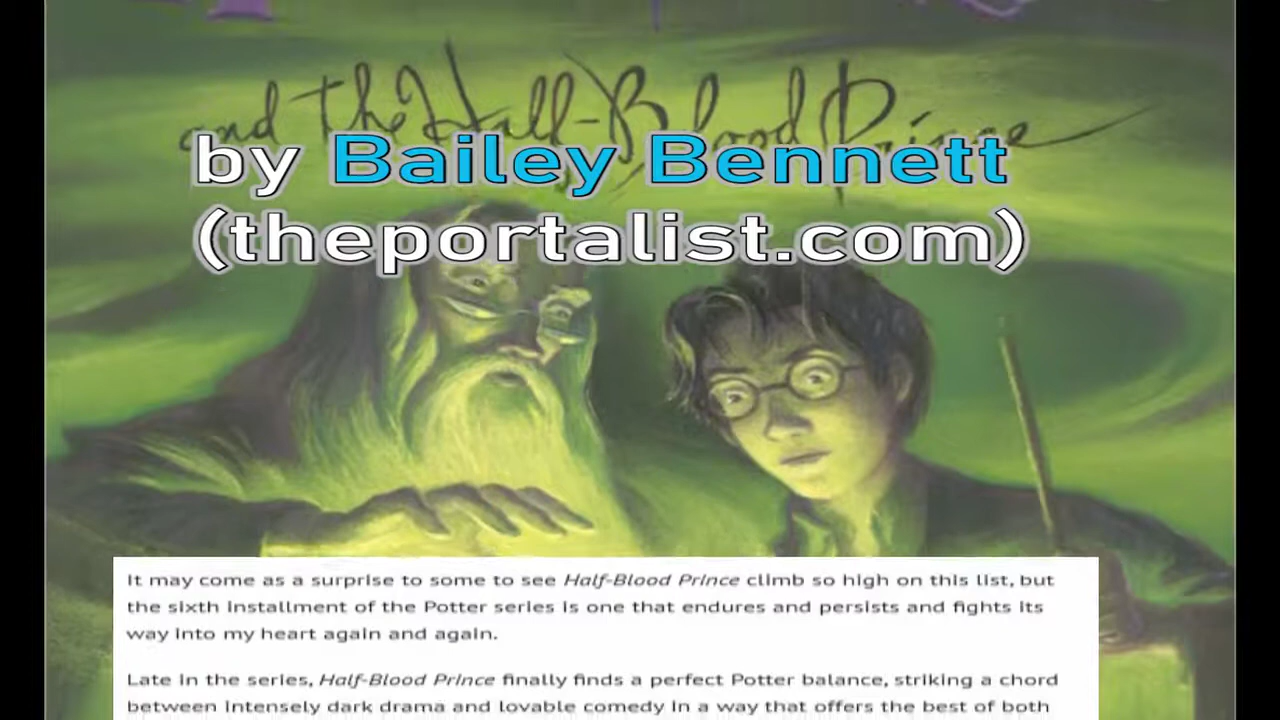 and the Half-Blood Prince
by Bailey Bennett
(theportalist.com)
It may come as a surprise to some to see Half-Blood Prince climb so high on this list, but
the sixth installment of the Potter series is one that endures and persists and fights its
way into my heart again and again.
Late in the series, Half-Blood Prince finally finds a perfect Potter balance, striking a chord
between intensely dark drama and lovable comedy in a way that offers the best of both